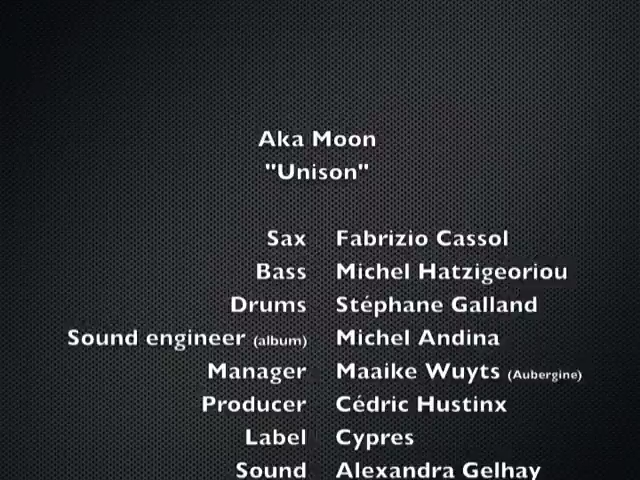 Aka Moon
"Unison"
Sax Fabrizio Cassol
Bass Michel Hatzigeoriou
Drums Stéphane Galland
Sound engineer (album) Michel Andina
Manager Maaike Wuyts (Aubergine)
Producer Cédric Hustinx
Label Cypres
Sound Alexandra Gelhay